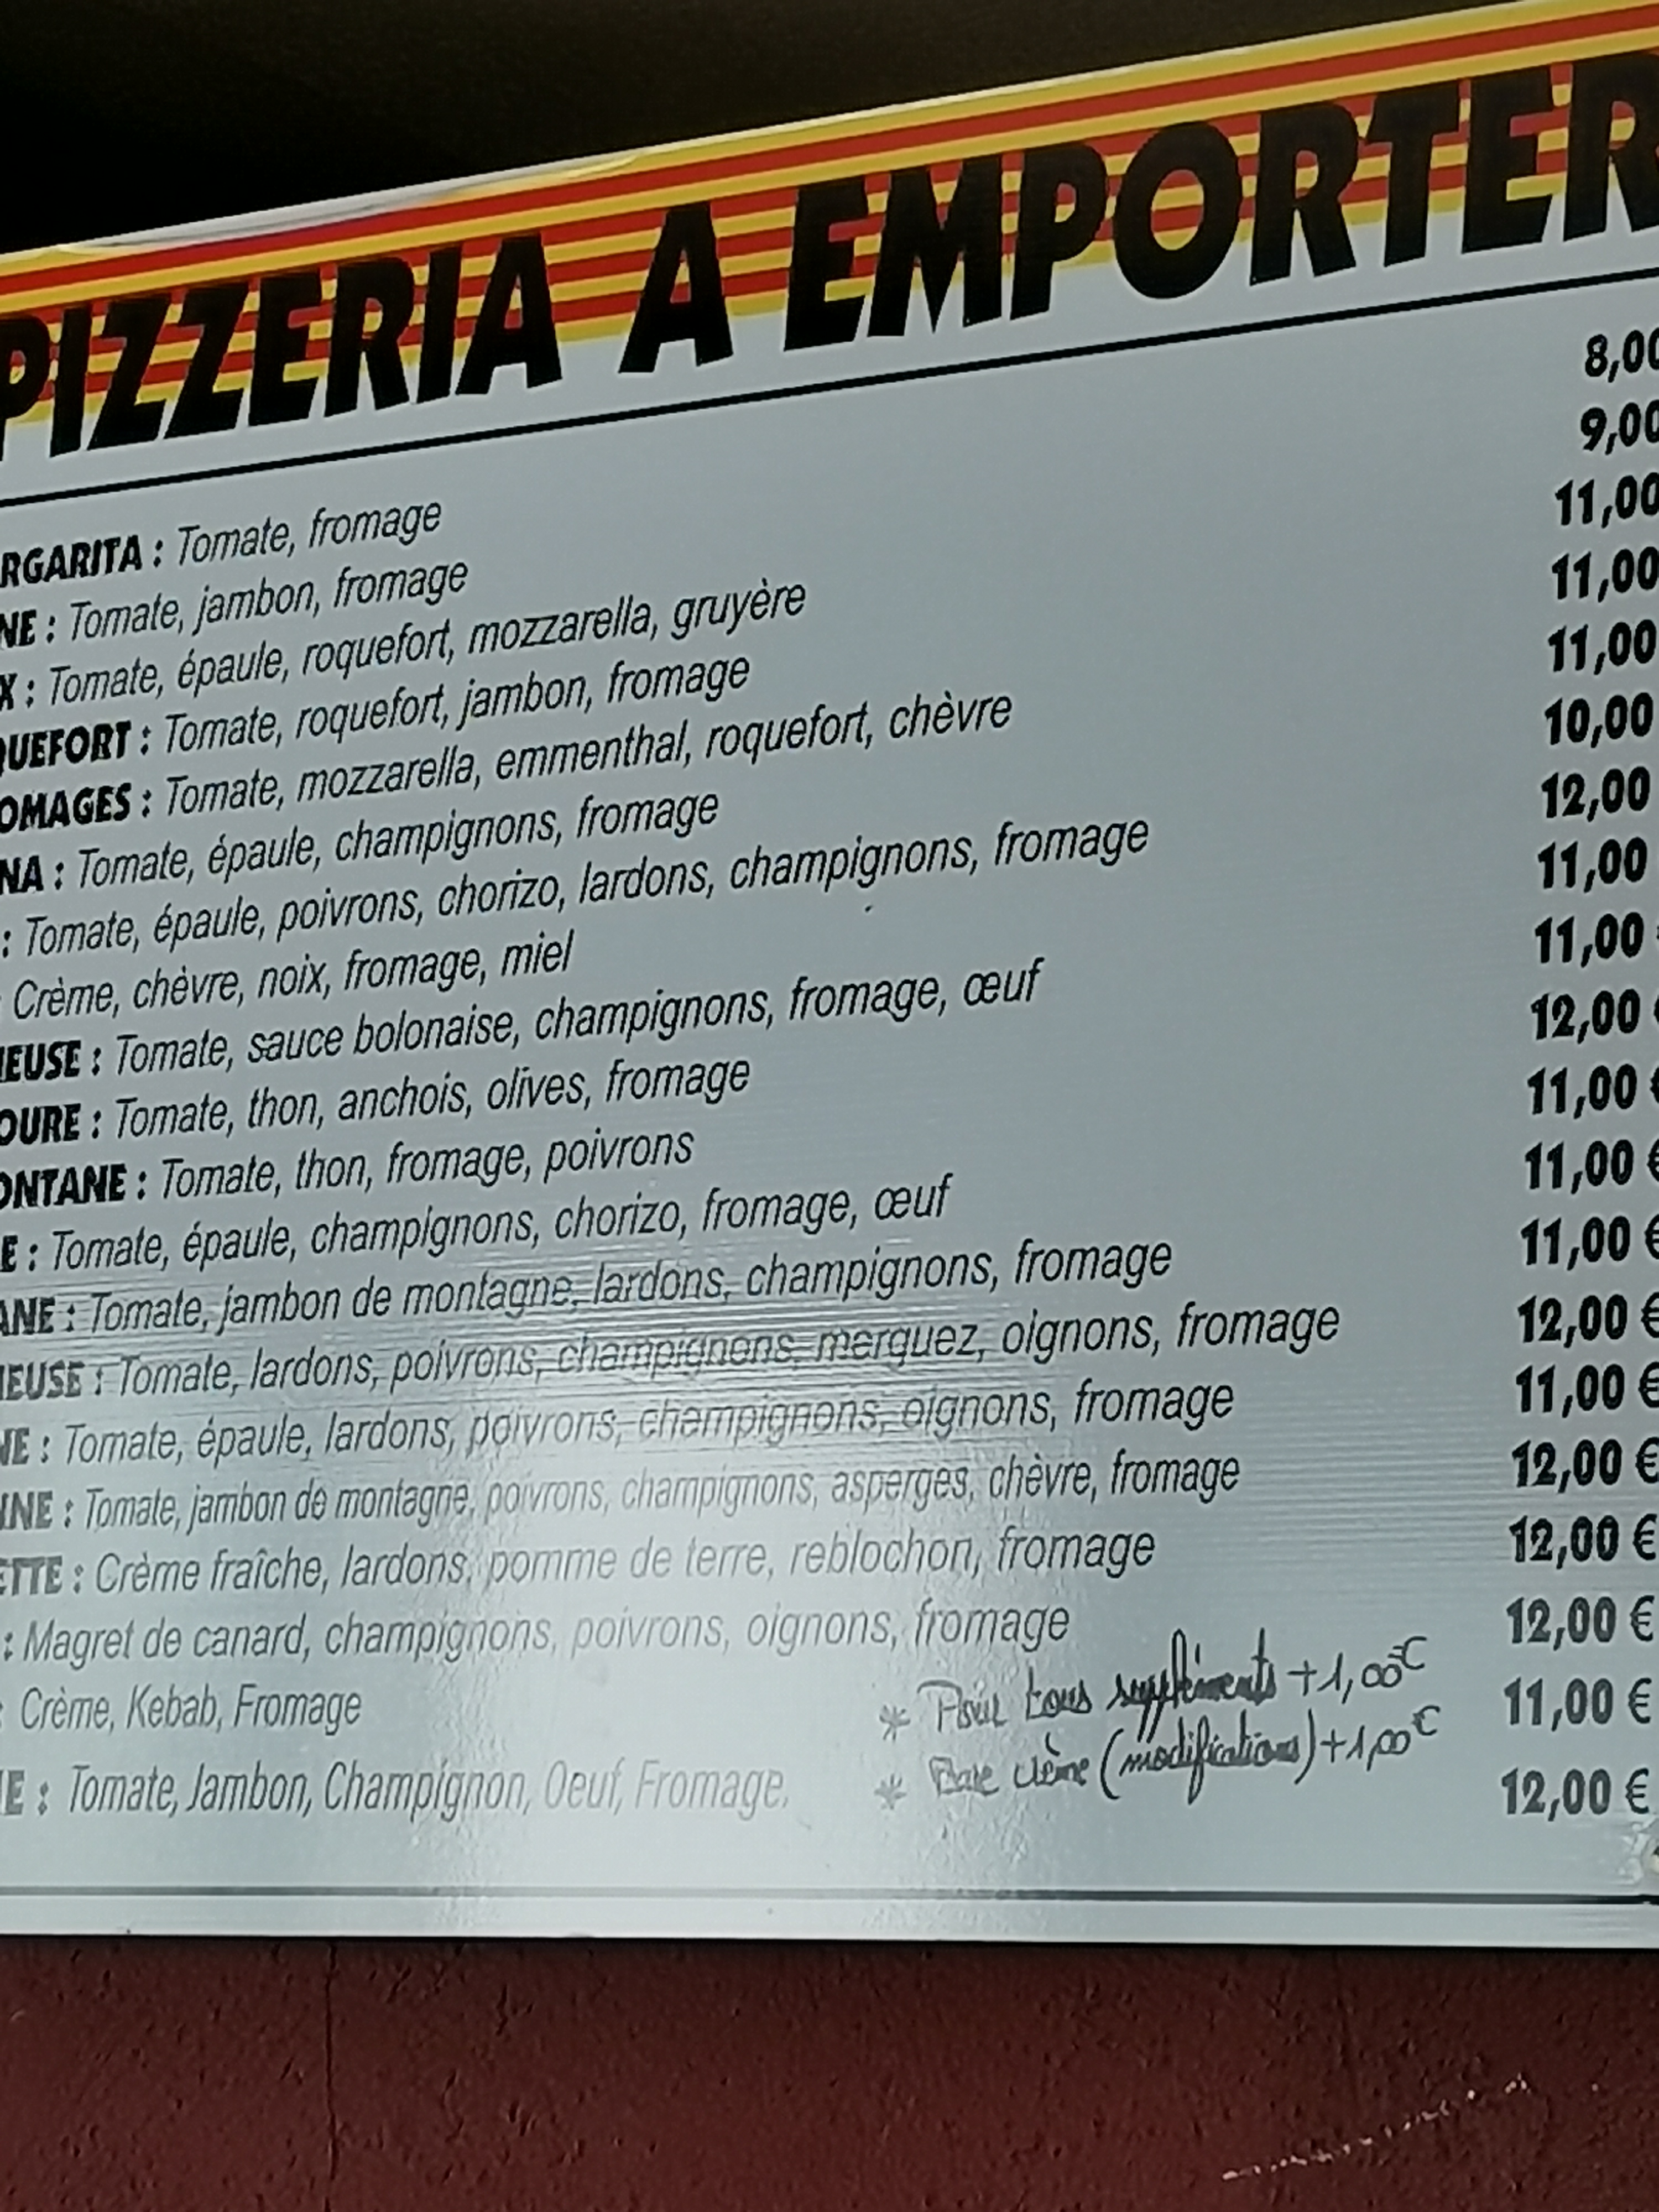 PIZZERIA A EMPORTER
RGARITA : Tomate, fromage 8,00
NE : Tomate, jambon, fromage 9,00
X : Tomate, épaule, roquefort, mozzarella, gruyère 11,00
QUEFORT : Tomate, roquefort, jambon, fromage 11,00
OMAGES : Tomate, mozzarella, emmenthal, roquefort, chèvre 11,00
NA : Tomate, épaule, champignons, fromage 10,00
: Tomate, épaule, poivrons, chorizo, lardons, champignons, fromage 12,00
: Crème, chèvre, noix, fromage, miel 11,00
IEUSE : Tomate, sauce bolonaise, champignons, fromage, œuf 11,00 €
OURE : Tomate, thon, anchois, olives, fromage 12,00 €
ONTANE : Tomate, thon, fromage, poivrons 11,00 €
E : Tomate, épaule, champignons, chorizo, fromage, œuf 11,00 €
ANE : Tomate, jambon de montagne, lardons, champignons, fromage 11,00 €
IEUSE : Tomate, lardons, poivrons, champignons, merguez, oignons, fromage 12,00 €
NE : Tomate, épaule, lardons, poivrons, champignons, oignons, fromage 11,00 €
NNE : Tomate, jambon de montagne, poivrons, champignons, asperges, chèvre, fromage 12,00 €
ETTE : Crème fraîche, lardons, pomme de terre, reblochon, fromage 12,00 €
: Magret de canard, champignons, poivrons, oignons, fromage 12,00 €
: Crème, Kebab, Fromage 11,00 €
E : Tomate, Jambon, Champignon, Oeuf, Fromage. 12,00 €
* Pour tous suppléments +1,00€
* Base crème (modifications) +1,00€